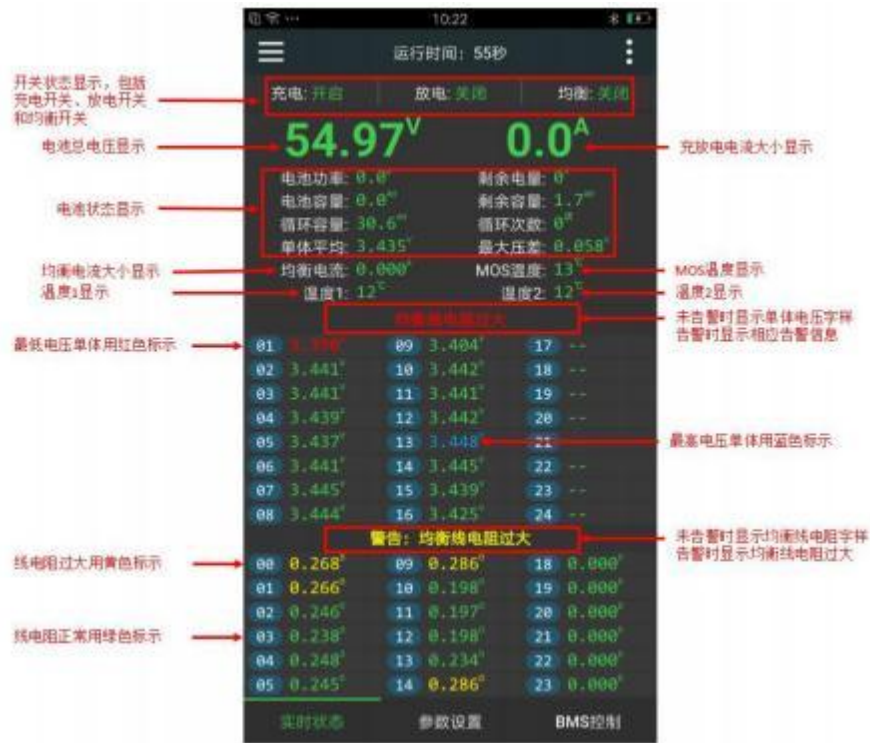 10:22
运行时间：55秒
开关状态显示，包括
充电开关、放电开关
和均衡开关
充电:开启 放电:关闭 均衡:关闭
电池总电压显示
54.97V 0.0A
充放电电流大小显示
电池状态显示
电池功率: 0.0 剩余电量: 0
电池容量: 0.0 剩余容量: 1.7
循环容量: 30.6 循环次数: 0
单体平均: 3.435 最大压差: 0.058
均衡电流大小显示
均衡电流: 0.000 MOS温度: 13℃
MOS温度显示
温度1显示
温度1: 12℃ 温度2: 12℃
温度2显示
均衡线电阻过大
未告警时显示单体电压字样
告警时显示相应告警信息
最低电压单体用红色标示
01 09 3.404 17 --
02 3.441 10 3.442 18 --
03 3.441 11 3.441 19 --
04 3.439 12 3.442 20 --
05 3.437 13 3.448 21
最高电压单体用蓝色标示
06 3.441 14 3.445 22 --
07 3.445 15 3.439 23 --
08 3.444 16 3.425 24 --
警告：均衡线电阻过大
未告警时显示均衡线电阻字样
告警时显示均衡线电阻过大
线电阻过大用黄色标示
00 0.268 09 0.286 18 0.000
01 0.266 10 0.198 19 0.000
02 0.246 11 0.197 20 0.000
线电阻正常用绿色标示
03 0.238 12 0.198 21 0.000
04 0.248 13 0.234 22 0.000
05 0.245 14 0.286 23 0.000
实时状态 参数设置 BMS控制